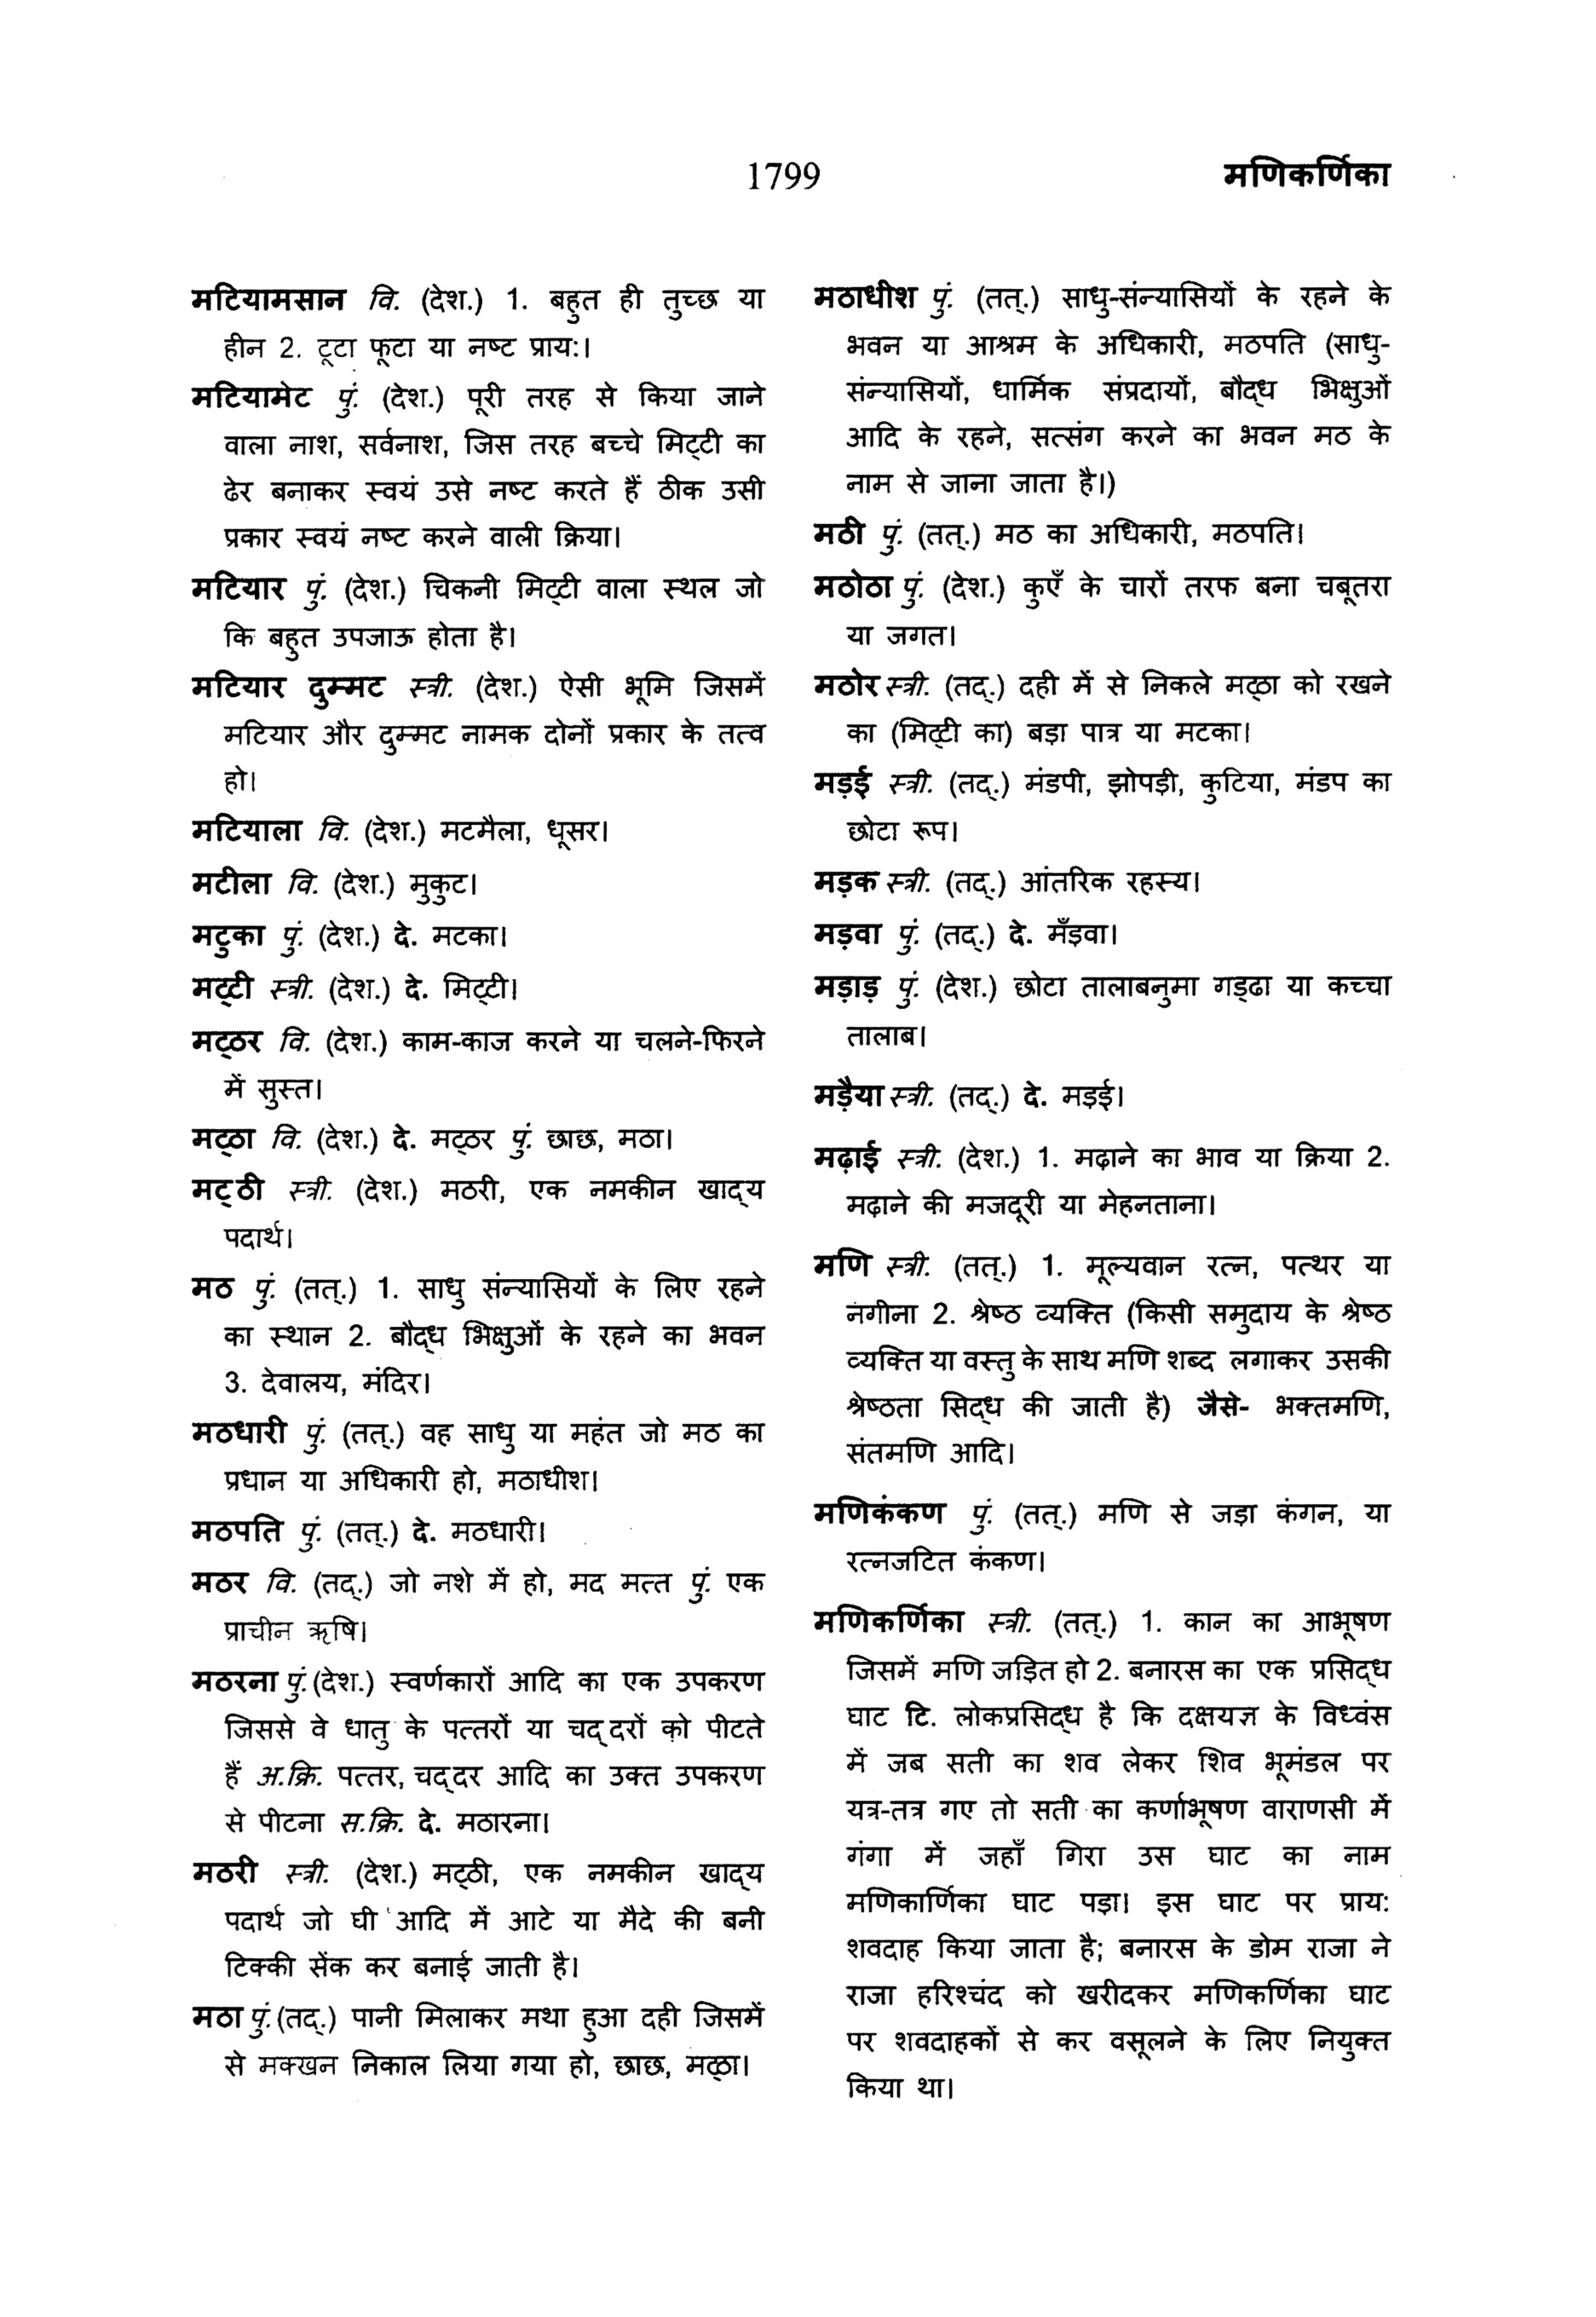 1799
मणिकर्णिका
मटियामसान वि. (देश.) 1. बहुत ही तुच्छ या
हीन 2. टूटा फूटा या नष्ट प्राय:।
मटियामेट पुं. (देश.) पूरी तरह से किया जाने
वाला नाश, सर्वनाश, जिस तरह बच्चे मिट्टी का
ढेर बनाकर स्वयं उसे नष्ट करते हैं ठीक उसी
प्रकार स्वयं नष्ट करने वाली क्रिया।
मटियार पुं. (देश.) चिकनी मिट्टी वाला स्थल जो
कि बहुत उपजाऊ होता है।
मटियार दुम्मट स्त्री. (देश.) ऐसी भूमि जिसमें
मटियार और दुम्मट नामक दोनों प्रकार के तत्व
हो।
मटियाला वि. (देश.) मटमैला, धूसर।
मटीला वि. (देश.) मुकुट।
मटुका पुं. (देश.) दे. मटका।
मट्टी स्त्री. (देश.) दे. मिट्टी।
मट्ठर वि. (देश.) काम-काज करने या चलने-फिरने
में सुस्त।
मट्ठा वि. (देश.) दे. मट्ठर पुं. छाछ, मठा।
मट्ठी स्त्री. (देश.) मठरी, एक नमकीन खाद्य
पदार्थ।
मठ पुं. (तत्.) 1. साधु संन्यासियों के लिए रहने
का स्थान 2. बौद्ध भिक्षुओं के रहने का भवन
3. देवालय, मंदिर।
मठधारी पुं. (तत्.) वह साधु या महंत जो मठ का
प्रधान या अधिकारी हो, मठाधीश।
मठपति पुं. (तत्.) दे. मठधारी।
मठर वि. (तद्.) जो नशे में हो, मद मत्त पुं. एक
प्राचीन ऋषि।
मठरना पुं. (देश.) स्वर्णकारों आदि का एक उपकरण
जिससे वे धातु के पत्तरों या चद्दरों को पीटते
हैं अ.क्रि. पत्तर, चद्दर आदि का उक्त उपकरण
से पीटना स.क्रि. दे. मठारना।
मठरी स्त्री. (देश.) मट्ठी, एक नमकीन खाद्य
पदार्थ जो घी आदि में आटे या मैदे की बनी
टिक्की सेंक कर बनाई जाती है।
मठा पुं. (तद्.) पानी मिलाकर मथा हुआ दही जिसमें
से मक्खन निकाल लिया गया हो, छाछ, मट्ठा।
मठाधीश पुं. (तत्.) साधु-संन्यासियों के रहने के
भवन या आश्रम के अधिकारी, मठपति (साधु-
संन्यासियों, धार्मिक संप्रदायों, बौद्ध भिक्षुओं
आदि के रहने, सत्संग करने का भवन मठ के
नाम से जाना जाता है।)
मठी पुं. (तत्.) मठ का अधिकारी, मठपति।
मठोठा पुं. (देश.) कुएँ के चारों तरफ बना चबूतरा
या जगत।
मठोर स्त्री. (तद्.) दही में से निकले मट्ठा को रखने
का (मिट्टी का) बड़ा पात्र या मटका।
मड़ई स्त्री. (तद्.) मंडपी, झोपड़ी, कुटिया, मंडप का
छोटा रूप।
मड़क स्त्री. (तद्.) आंतरिक रहस्य।
मड़वा पुं. (तद्.) दे. मँड़वा।
मड़ाड़ पुं. (देश.) छोटा तालाबनुमा गड्ढा या कच्चा
तालाब।
मड़ैया स्त्री. (तद्.) दे. मड़ई।
मढ़ाई स्त्री. (देश.) 1. मढ़ाने का भाव या क्रिया 2.
मढ़ाने की मजदूरी या मेहनताना।
मणि स्त्री. (तत्.) 1. मूल्यवान रत्न, पत्थर या
नगीना 2. श्रेष्ठ व्यक्ति (किसी समुदाय के श्रेष्ठ
व्यक्ति या वस्तु के साथ मणि शब्द लगाकर उसकी
श्रेष्ठता सिद्ध की जाती है) जैसे- भक्तमणि,
संतमणि आदि।
मणिकंकण पुं. (तत्.) मणि से जड़ा कंगन, या
रत्नजटित कंकण।
मणिकर्णिका स्त्री. (तत्.) 1. कान का आभूषण
जिसमें मणि जड़ित हो 2. बनारस का एक प्रसिद्ध
घाट टि. लोकप्रसिद्ध है कि दक्षयज्ञ के विध्वंस
में जब सती का शव लेकर शिव भूमंडल पर
यत्र-तत्र गए तो सती का कर्णाभूषण वाराणसी में
गंगा में जहाँ गिरा उस घाट का नाम
मणिकार्णिका घाट पड़ा। इस घाट पर प्राय:
शवदाह किया जाता है; बनारस के डोम राजा ने
राजा हरिश्चंद को खरीदकर मणिकर्णिका घाट
पर शवदाहकों से कर वसूलने के लिए नियुक्त
किया था।